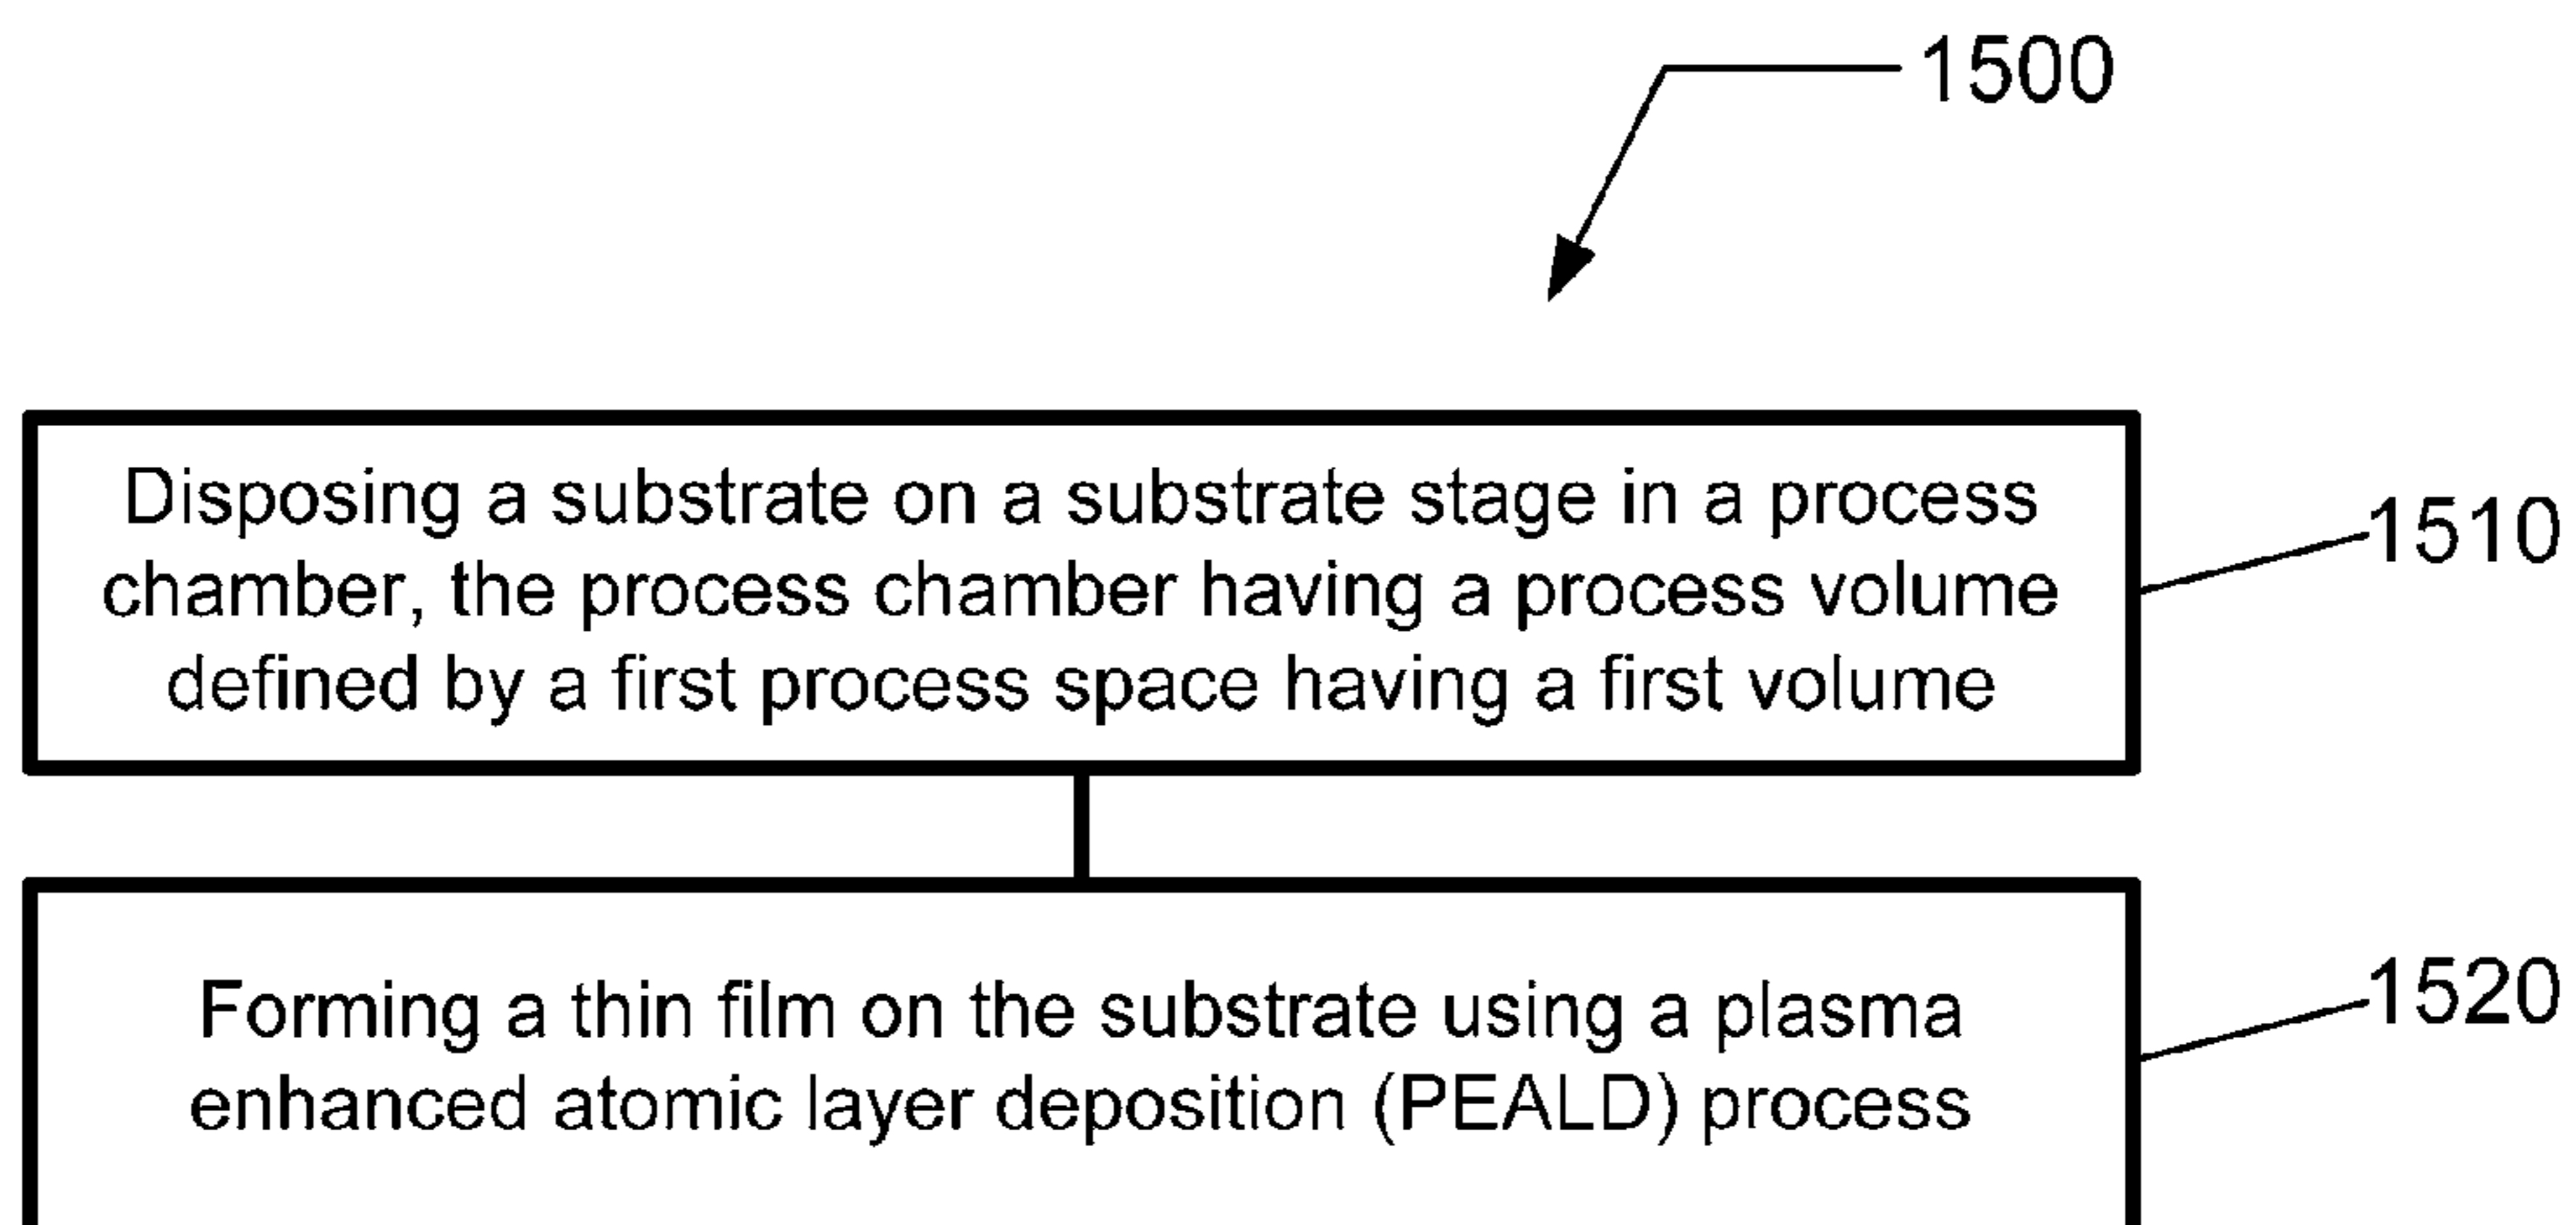 1500
Disposing a substrate on a substrate stage in a process
chamber, the process chamber having a process volume
defined by a first process space having a first volume
1510
Forming a thin film on the substrate using a plasma
enhanced atomic layer deposition (PEALD) process
1520